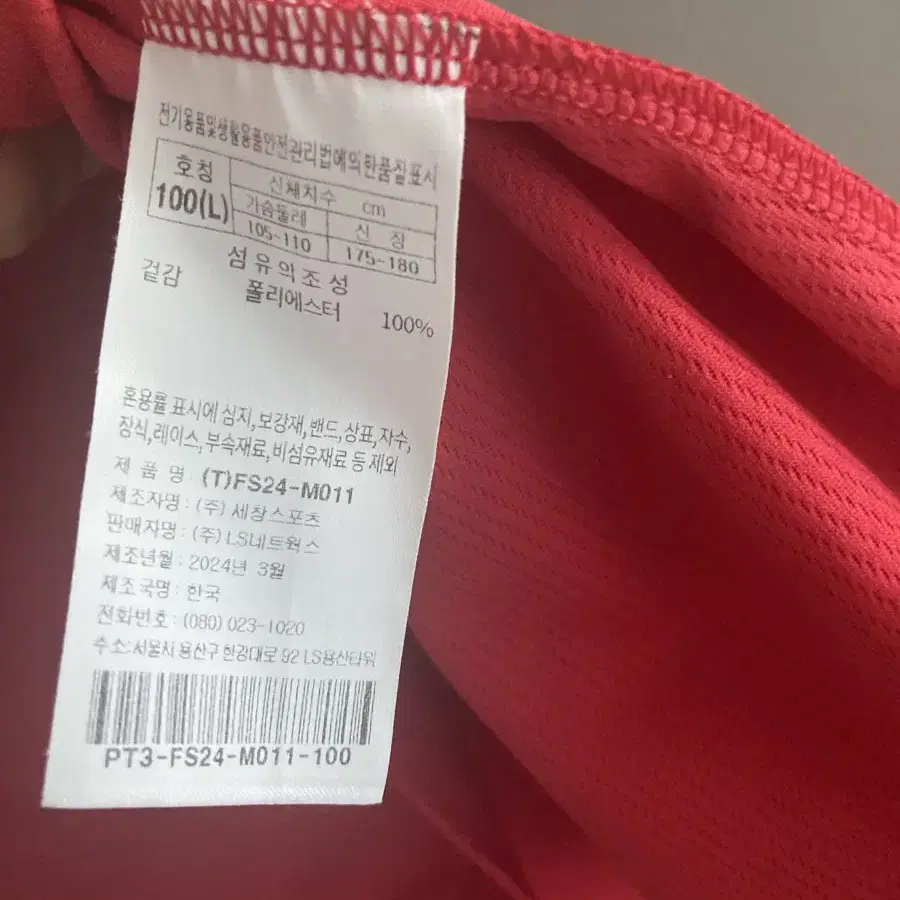 전기용품및생활용품안전관리법에의한품질표시
호칭 신체치수 cm
100(L) 가슴둘레 신 장
105-110 175-180
섬유의조성
겉감 폴리에스터 100%
혼용률 표시에 심지,보강재,밴드,상표,자수,
장식,레이스,부속재료,비섬유재료 등 제외
제 품 명 : (T)FS24-M011
제조자명 : (주) 세창스포츠
판매자명 : (주) LS네트웍스
제조년월 : 2024년 3월
제조국명 : 한국
전화번호 : (080) 023-1020
주소:서울시 용산구 한강대로 92 LS용산타워
PT3-FS24-M011-100